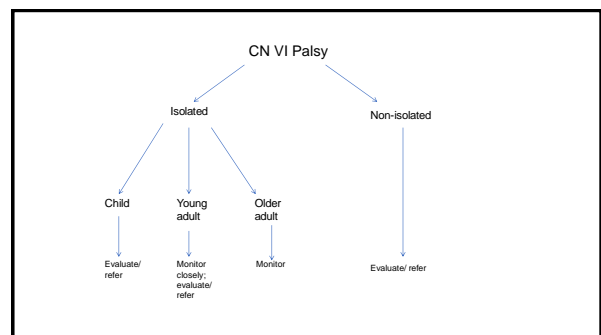 CN VI Palsy
Isolated
Non-isolated
Child
Young
adult
Older
adult
Evaluate/
refer
Monitor
closely;
evaluate/
refer
Monitor
Evaluate/ refer